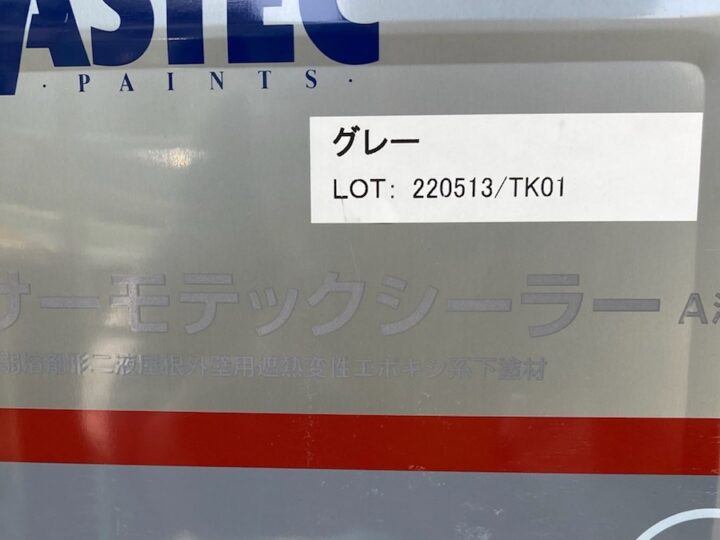 ASTEC
· PAINTS ·
グレー
LOT: 220513/TK01
サーモテックシーラー A液
弱溶剤形二液屋根外壁用遮熱変性エポキシ系下塗材